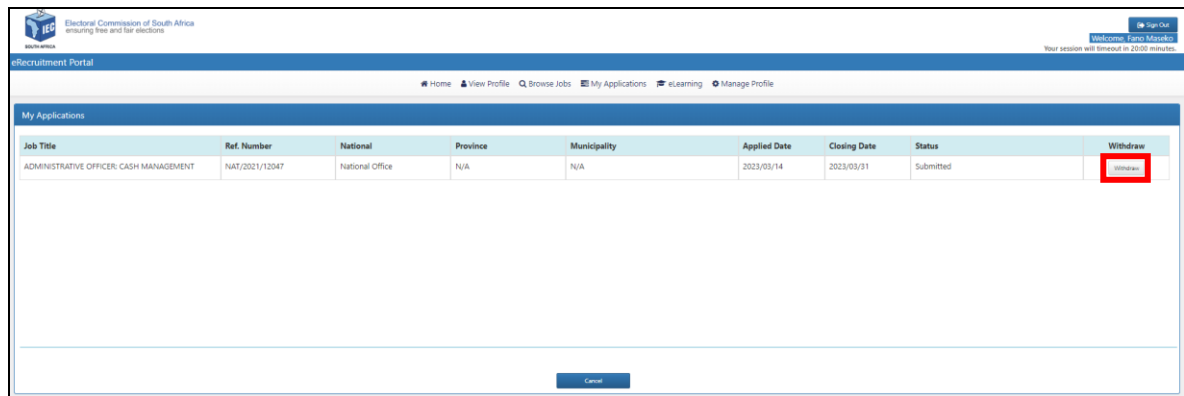 IEC
SOUTH AFRICA
Electoral Commission of South Africa
ensuring free and fair elections
Sign Out
Welcome, Fano Maseko
Your session will timeout in 20:00 minutes.
eRecruitment Portal
Home View Profile Browse Jobs My Applications eLearning Manage Profile
My Applications
Job Title Ref. Number National Province Municipality Applied Date Closing Date Status Withdraw
ADMINISTRATIVE OFFICER: CASH MANAGEMENT NAT/2021/12047 National Office N/A N/A 2023/03/14 2023/03/31 Submitted Withdraw
Cancel